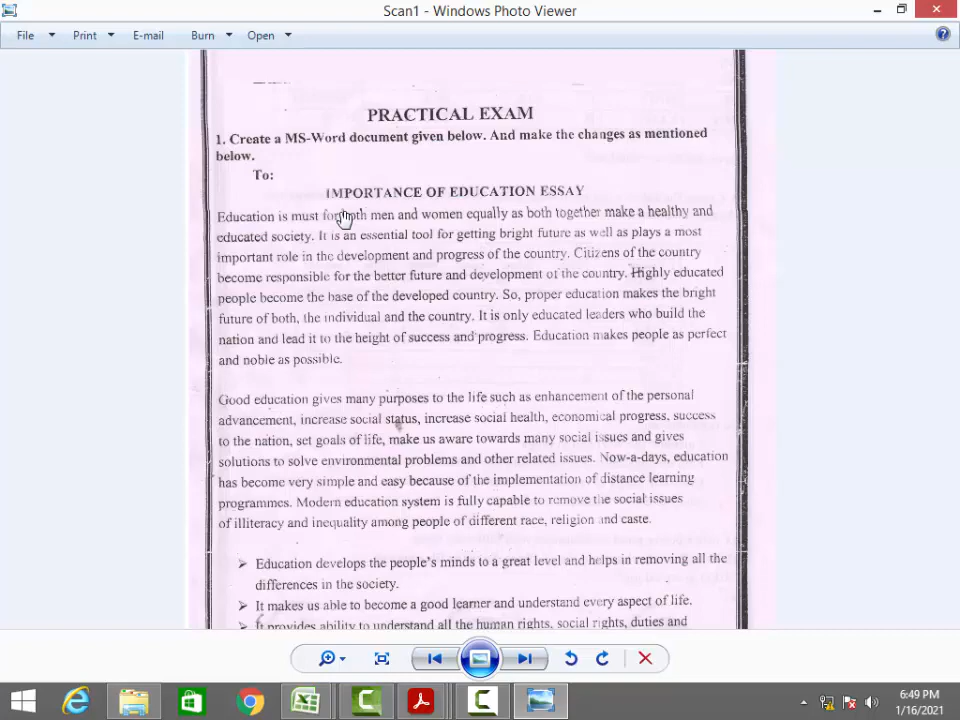 Scan1 - Windows Photo Viewer
File Print E-mail Burn Open
PRACTICAL EXAM
1. Create a MS-Word document given below. And make the changes as mentioned
below.
To:
IMPORTANCE OF EDUCATION ESSAY
Education is must for both men and women equally as both together make a healthy and
educated society. It is an essential tool for getting bright future as well as plays a most
important role in the development and progress of the country. Citizens of the country
become responsible for the better future and development of the country. Highly educated
people become the base of the developed country. So, proper education makes the bright
future of both, the individual and the country. It is only educated leaders who build the
nation and lead it to the height of success and progress. Education makes people as perfect
and noble as possible.
Good education gives many purposes to the life such as enhancement of the personal
advancement, increase social status, increase social health, economical progress, success
to the nation, set goals of life, make us aware towards many social issues and gives
solutions to solve environmental problems and other related issues. Now-a-days, education
has become very simple and easy because of the implementation of distance learning
programmes. Modern education system is fully capable to remove the social issues
of illiteracy and inequality among people of different race, religion and caste.
➢ Education develops the people's minds to a great level and helps in removing all the
differences in the society.
➢ It makes us able to become a good learner and understand every aspect of life.
➢ It provides ability to understand all the human rights, social rights, duties and
6:49 PM
1/16/2021